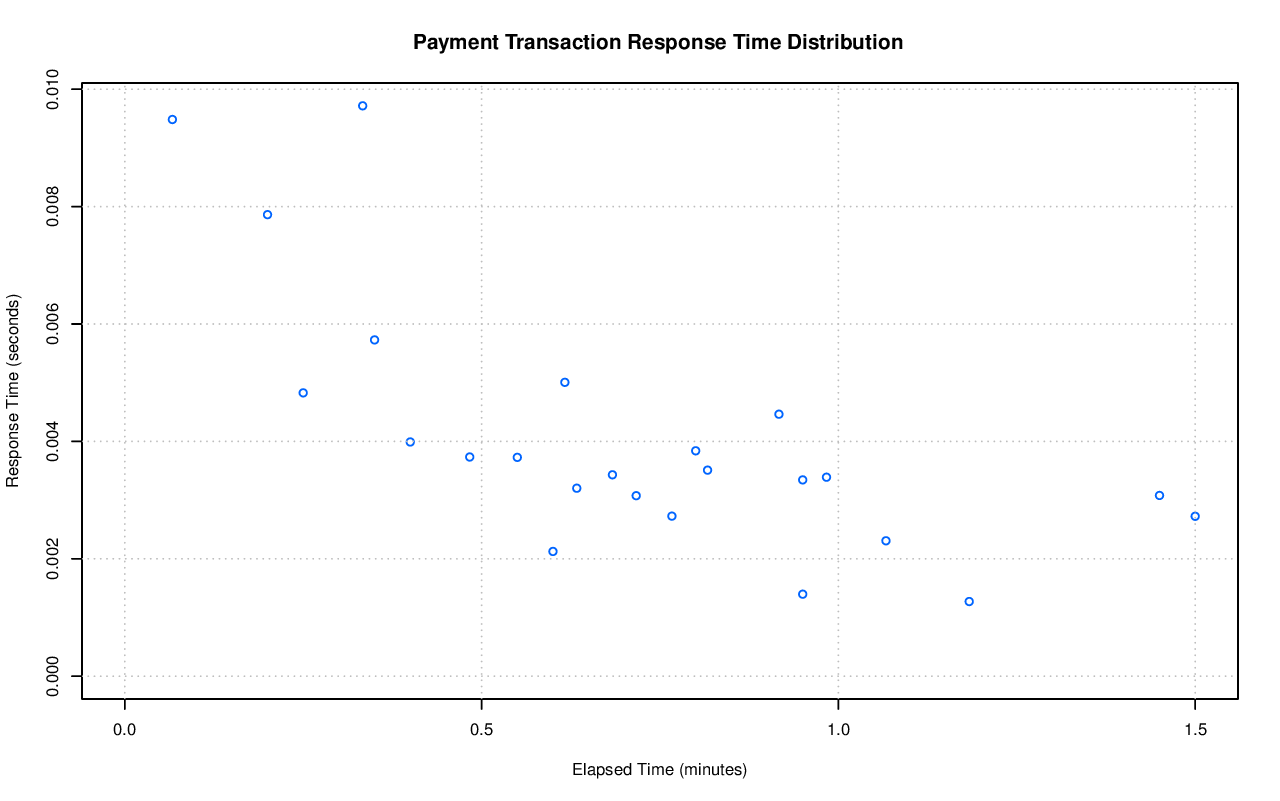 Payment Transaction Response Time Distribution
Response Time (seconds)
0.010
0.008
0.006
0.004
0.002
0.000
0.0 0.5 1.0 1.5
Elapsed Time (minutes)